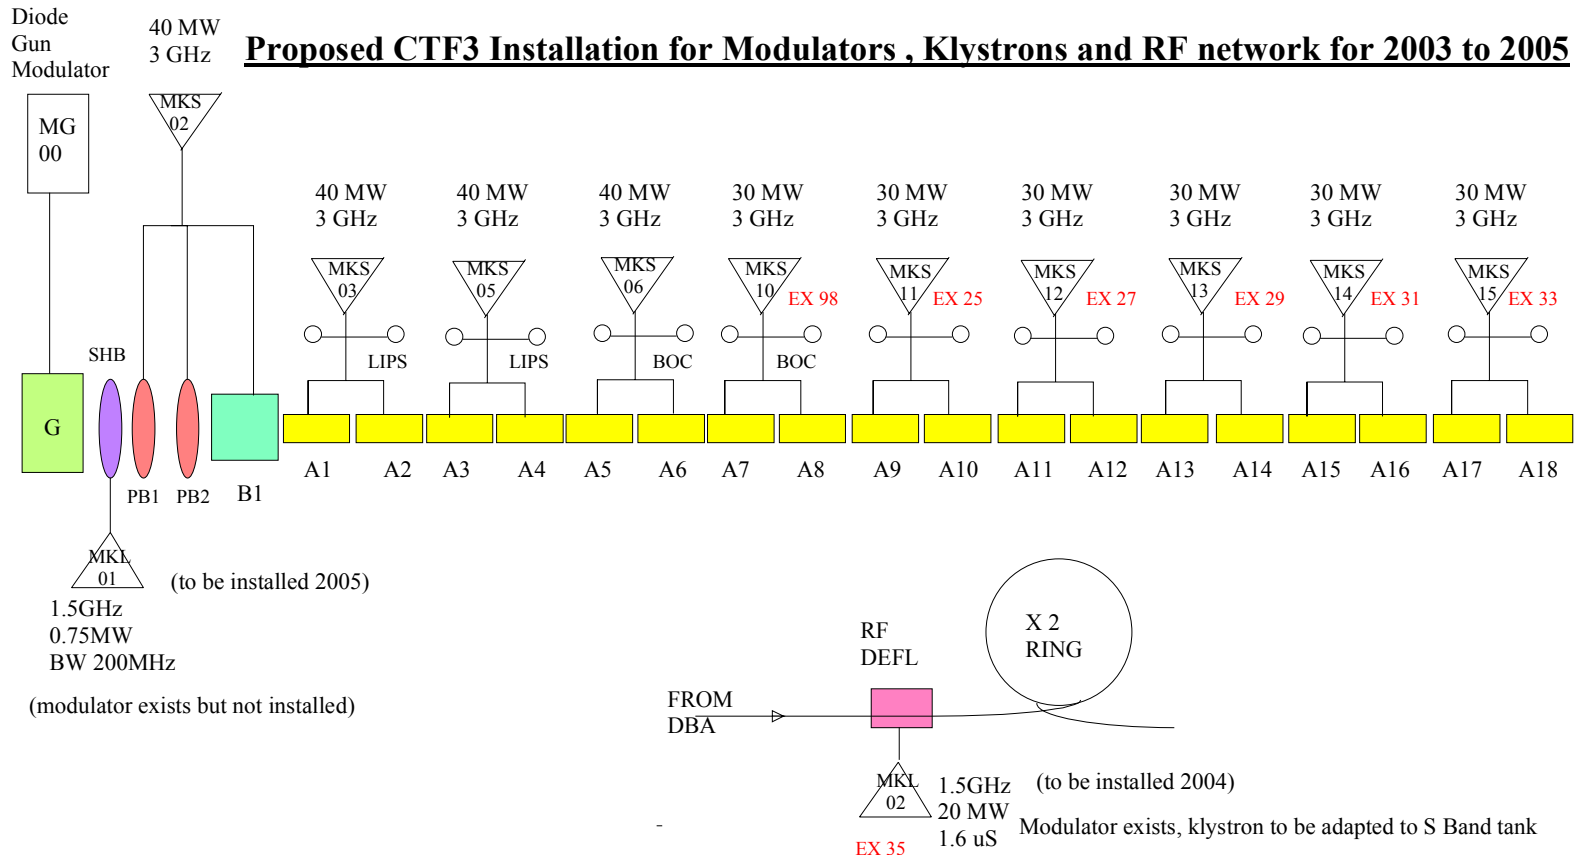 Diode
Gun
Modulator
40 MW
3 GHz
Proposed CTF3 Installation for Modulators , Klystrons and RF network for 2003 to 2005
MG
00
MKS
02
40 MW
3 GHz
40 MW
3 GHz
40 MW
3 GHz
30 MW
3 GHz
30 MW
3 GHz
30 MW
3 GHz
30 MW
3 GHz
30 MW
3 GHz
30 MW
3 GHz
MKS
03
MKS
05
MKS
06
MKS
10
EX 98
MKS
11
EX 25
MKS
12
EX 27
MKS
13
EX 29
MKS
14
EX 31
MKS
15
EX 33
SHB
LIPS
LIPS
BOC
BOC
G
PB1
PB2
B1
A1
A2
A3
A4
A5
A6
A7
A8
A9
A10
A11
A12
A13
A14
A15
A16
A17
A18
MKL
01
(to be installed 2005)
1.5GHz
0.75MW
BW 200MHz
(modulator exists but not installed)
RF
DEFL
X 2
RING
FROM
DBA
MKL
02
EX 35
1.5GHz
20 MW
1.6 uS
(to be installed 2004)
Modulator exists, klystron to be adapted to S Band tank
-